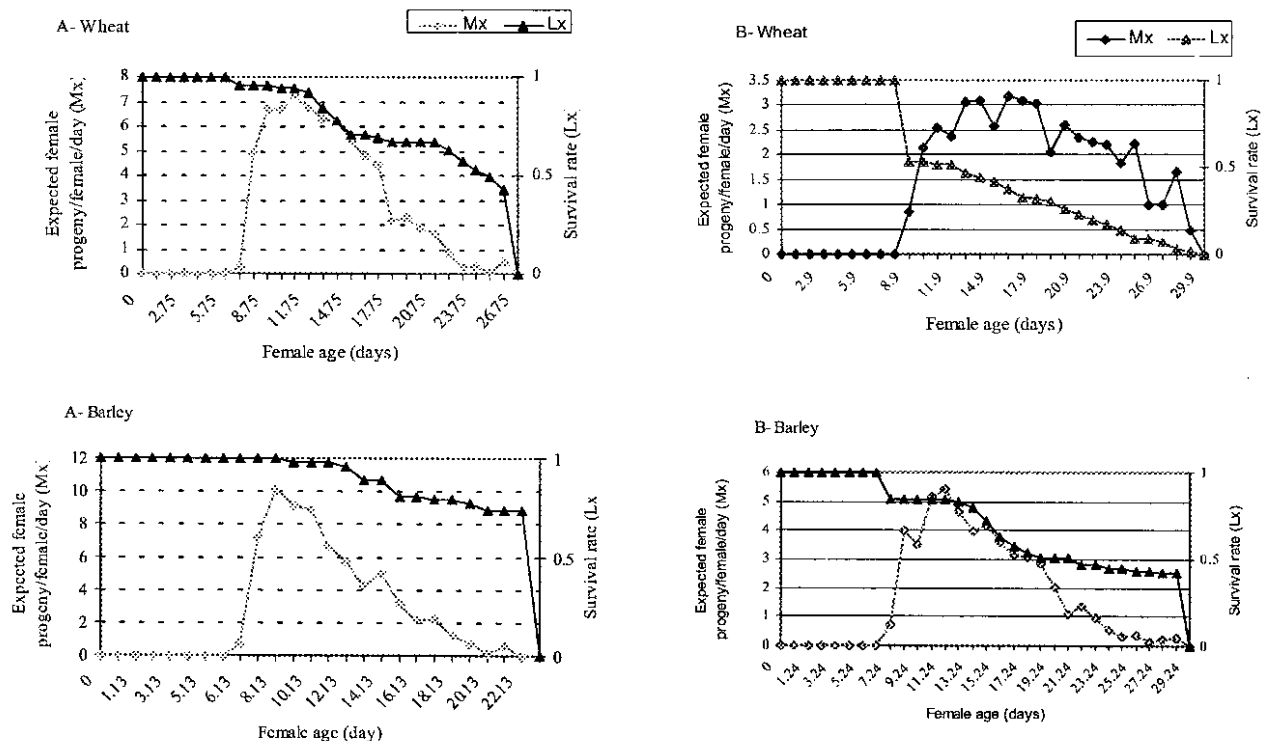 A- Wheat
Mx Lx
Expected female
progeny/female/day (Mx)
8
7
6
5
4
3
2
1
0
1
0.5
0
Survival rate (Lx
0 2.75 5.75 8.75 11.75 14.75 17.75 20.75 23.75 26.75
Female age (days)
B- Wheat
Mx Lx
Expected female
progeny/female/day (Mx)
3.5
3
2.5
2
1.5
1
0.5
0
1
0.5
0
Survival rate (Lx)
0 2.9 5.9 8.9 11.9 14.9 17.9 20.9 23.9 26.9 29.9
Female age (days)
A- Barley
Expected female
progeny/female/day (Mx)
12
10
8
6
4
2
0
1
0.5
0
Survival rate (Lx
0 1.13 3.13 5.13 6.13 8.13 10.13 12.13 14.13 16.13 18.13 20.13 22.13
Female age (day)
B- Barley
Expected female
progeny/female/day (Mx)
6
5
4
3
2
1
0
1
0.5
0
Survival rate (Lx)
0 1.24 3.24 5.24 7.24 9.24 11.24 13.24 15.24 17.24 19.24 21.24 23.24 25.24 27.24 29.24
Female age (days)